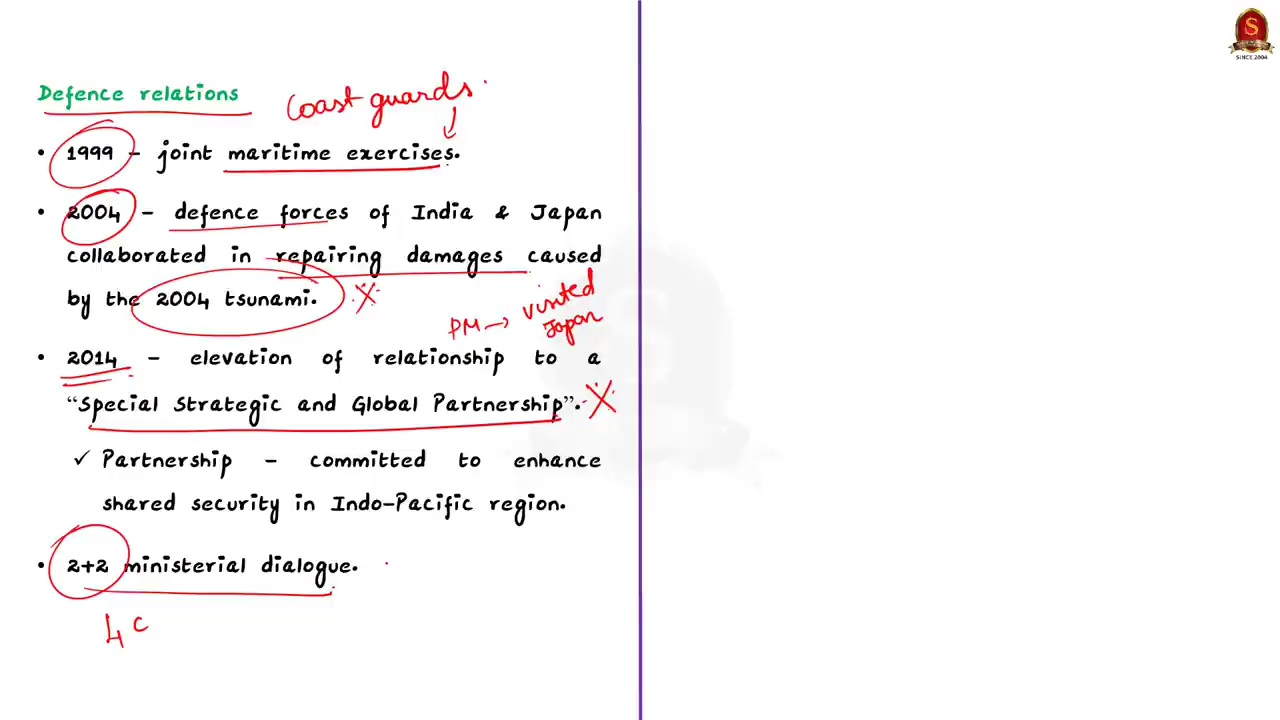 S
SINCE 2004
Defence relations
Coast guards
• 1999 - joint maritime exercises.
• 2004 - defence forces of India & Japan
collaborated in repairing damages caused
by the 2004 tsunami.
PM → visited
Japan
• 2014 - elevation of relationship to a
“Special Strategic and Global Partnership”.
✓ Partnership - committed to enhance
shared security in Indo-Pacific region.
• 2+2 ministerial dialogue.
4 c